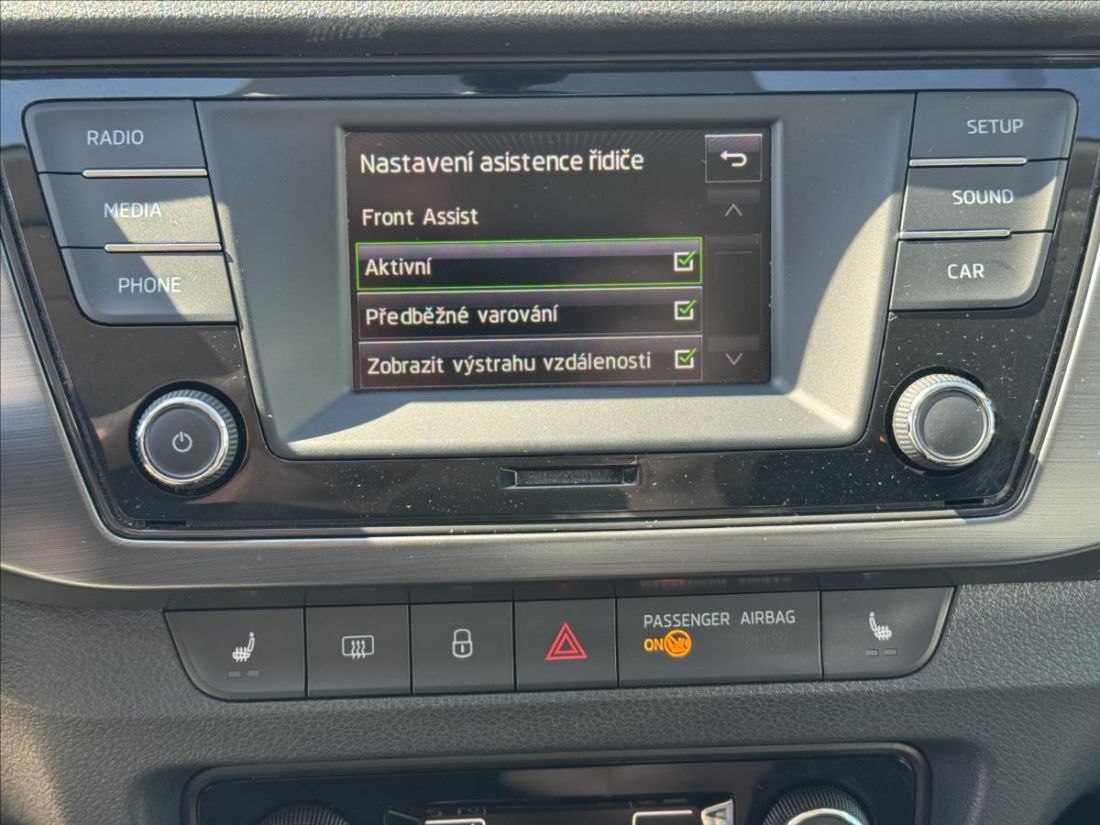 RADIO
MEDIA
PHONE
Nastavení asistence řidiče
Front Assist
Aktivní
Předběžné varování
Zobrazit výstrahu vzdálenosti
SETUP
SOUND
CAR
PASSENGER AIRBAG
ON